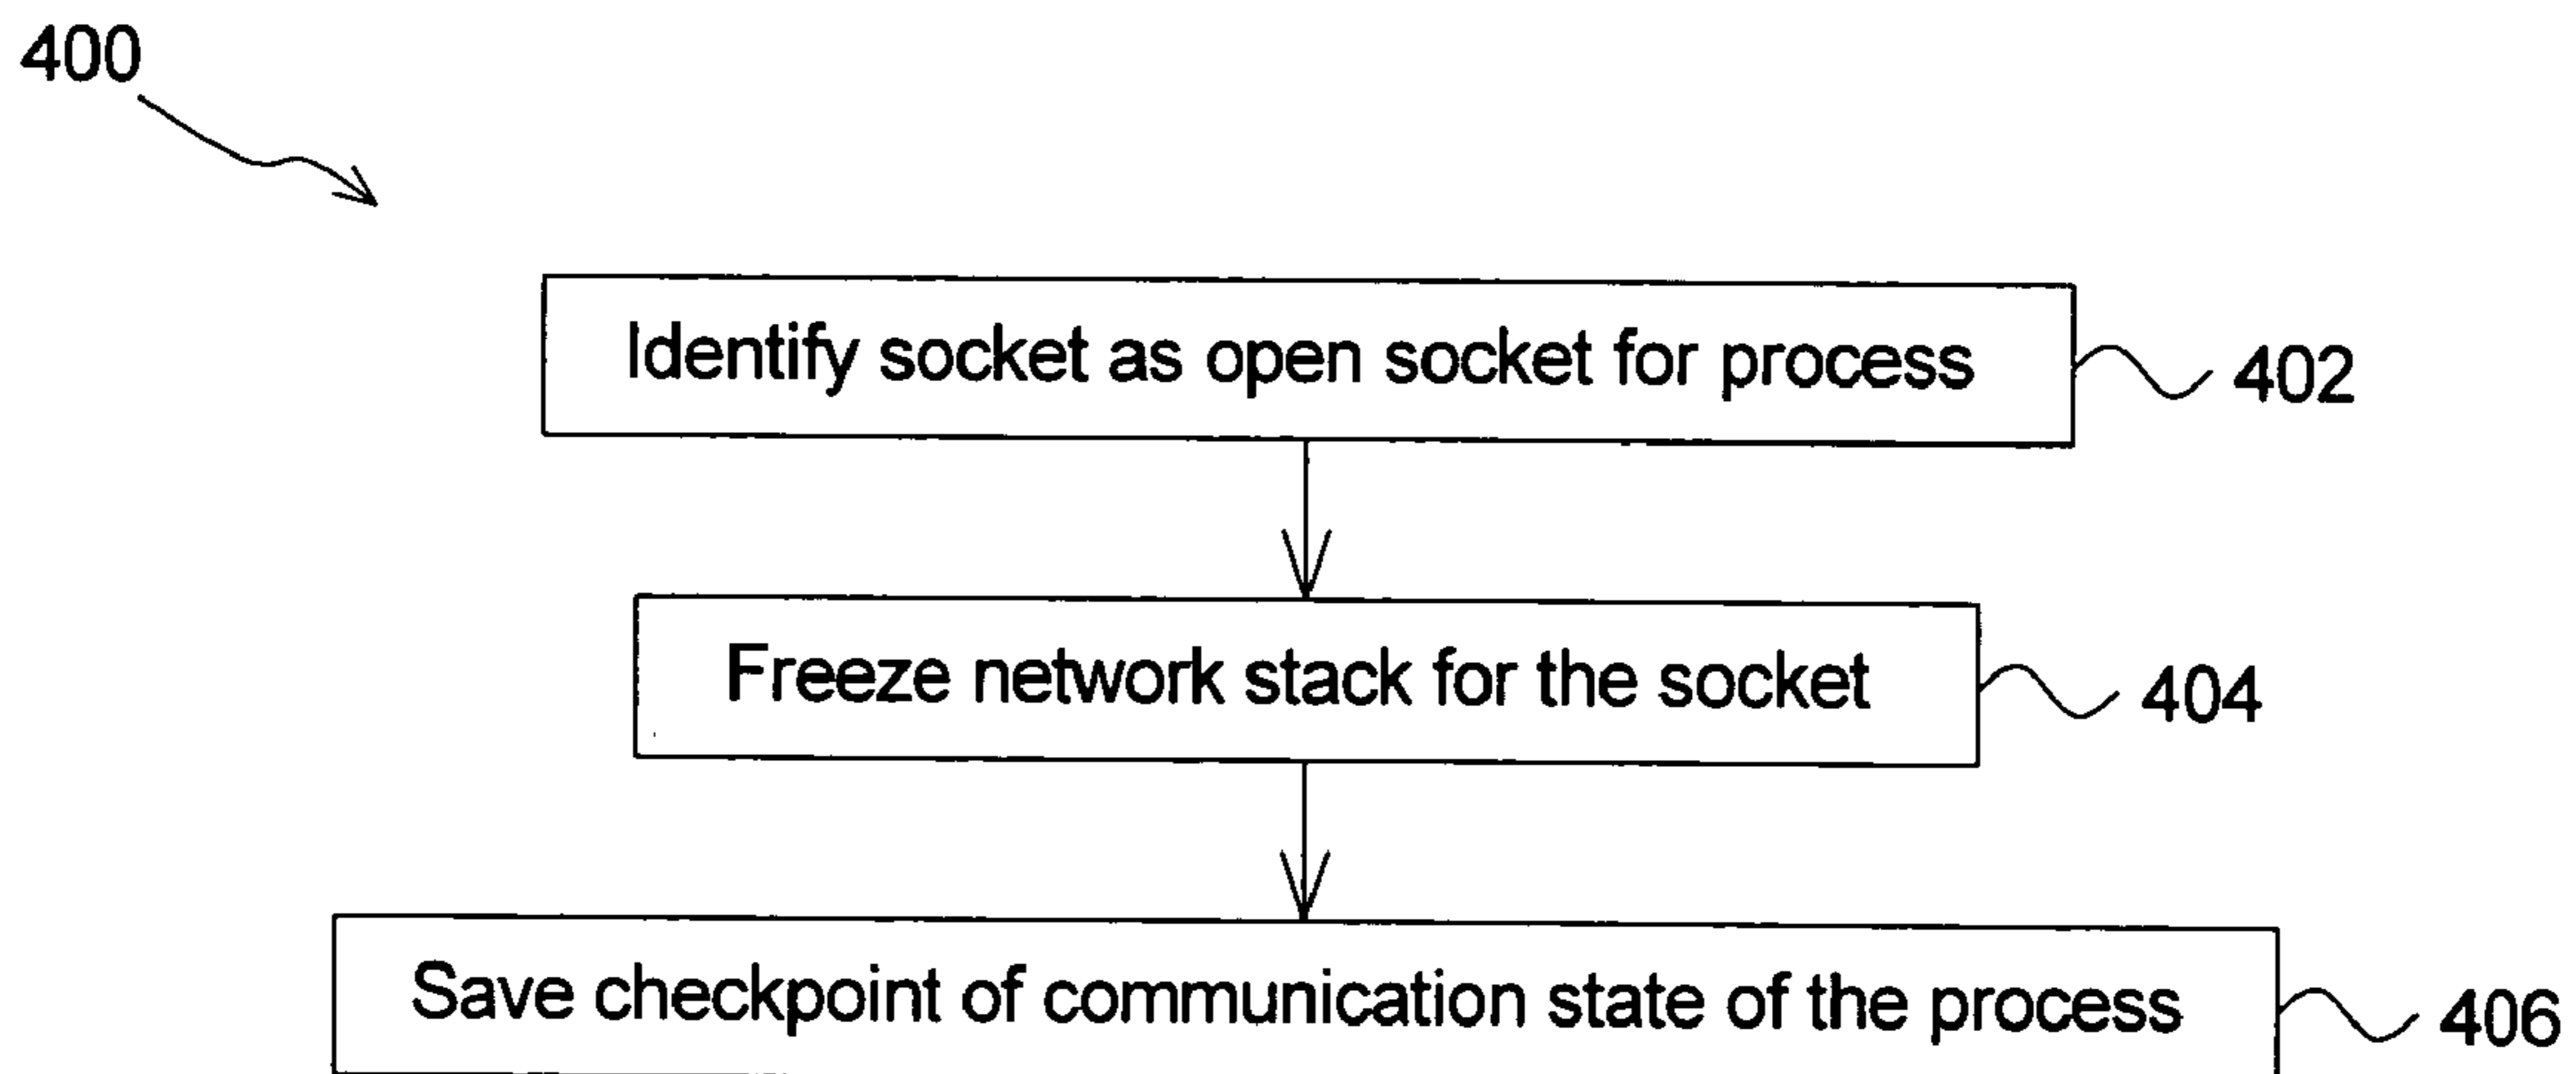 400
Identify socket as open socket for process
402
Freeze network stack for the socket
404
Save checkpoint of communication state of the process
406